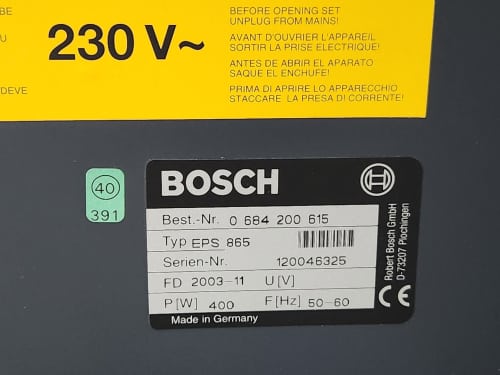 BE
U
/DEVE
230 V~
BEFORE OPENING SET
UNPLUG FROM MAINS!
AVANT D'OUVRIER L'APPAREIL
SORTIR LA PRISE ELECTRIQUE!
ANTES DE ABRIR EL APARATO
SAQUE EL ENCHUFE!
PRIMA DI APRIRE LO APPARECCHIO
STACCARE LA PRESA DI CORRENTE!
40
391
BOSCH
Best.-Nr. 0 684 200 615
Typ EPS 865
Serien-Nr. 120046325
FD 2003-11 U[V]
P[W] 400 F[Hz] 50-60
Made in Germany
Robert Bosch GmbH
D-73207 Plochingen
CE